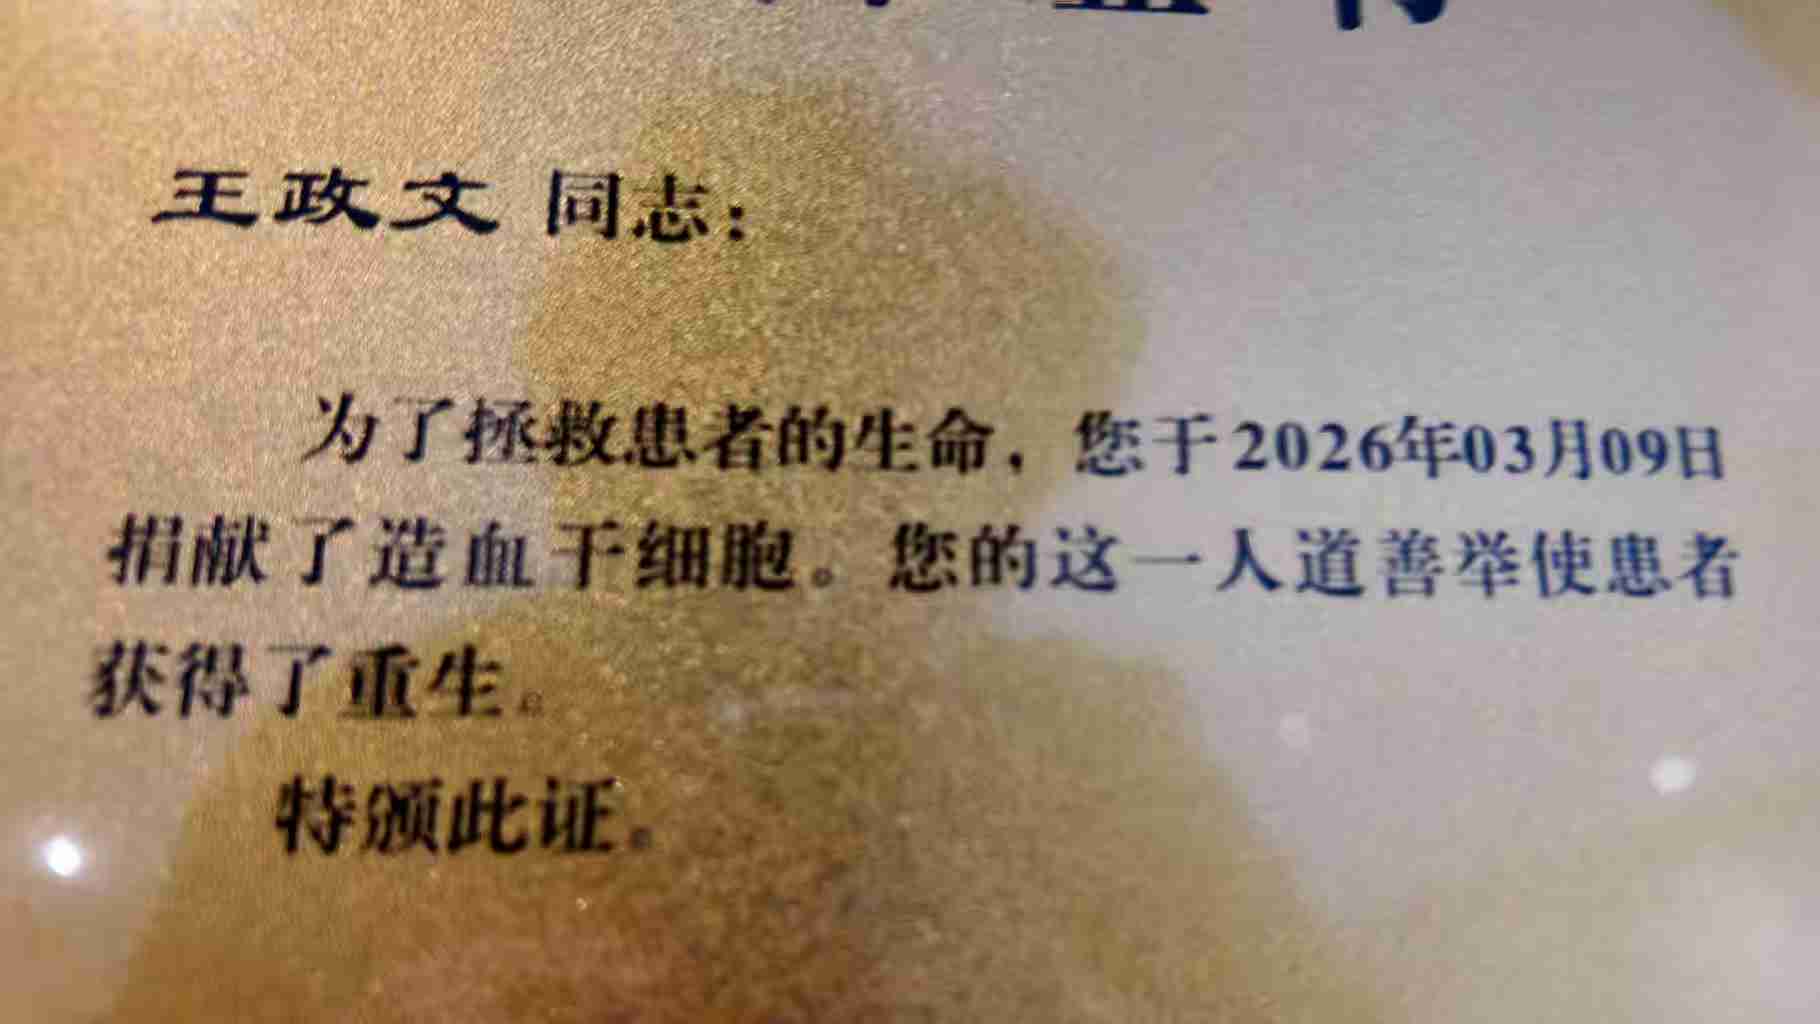 王政文 同志：
为了拯救患者的生命，您于2026年03月09日
捐献了造血干细胞。您的这一人道善举使患者
获得了重生。
特颁此证。